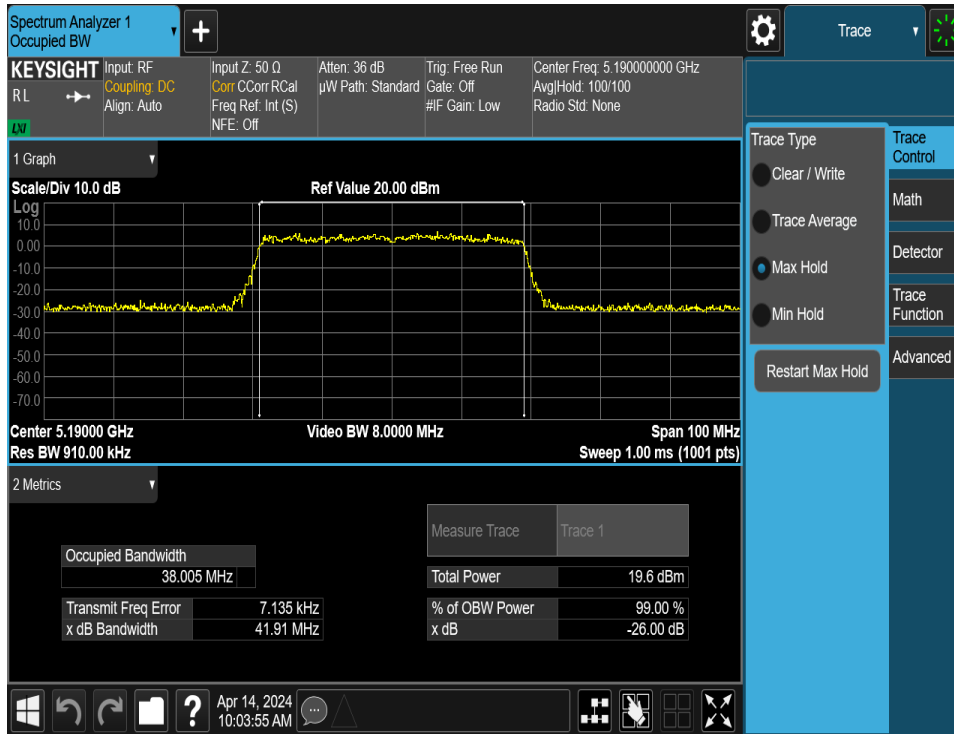 Spectrum Analyzer 1
Occupied BW
+
Trace
KEYSIGHT
R L
LXI
Input: RF
Coupling: DC
Align: Auto
Input Z: 50 Ω
Corr CCorr RCal
Freq Ref: Int (S)
NFE: Off
Atten: 36 dB
µW Path: Standard
Trig: Free Run
Gate: Off
#IF Gain: Low
Center Freq: 5.190000000 GHz
Avg|Hold: 100/100
Radio Std: None
1 Graph
Scale/Div 10.0 dB
Ref Value 20.00 dBm
Log
10.0
0.00
-10.0
-20.0
-30.0
-40.0
-50.0
-60.0
-70.0
Center 5.19000 GHz
Video BW 8.0000 MHz
Span 100 MHz
Res BW 910.00 kHz
Sweep 1.00 ms (1001 pts)
2 Metrics
Measure Trace Trace 1
Occupied Bandwidth
38.005 MHz
Total Power 19.6 dBm
Transmit Freq Error 7.135 kHz
% of OBW Power 99.00 %
x dB Bandwidth 41.91 MHz
x dB -26.00 dB
Trace Type
Clear / Write
Trace Average
Max Hold
Min Hold
Restart Max Hold
Trace
Control
Math
Detector
Trace
Function
Advanced
?
Apr 14, 2024
10:03:55 AM